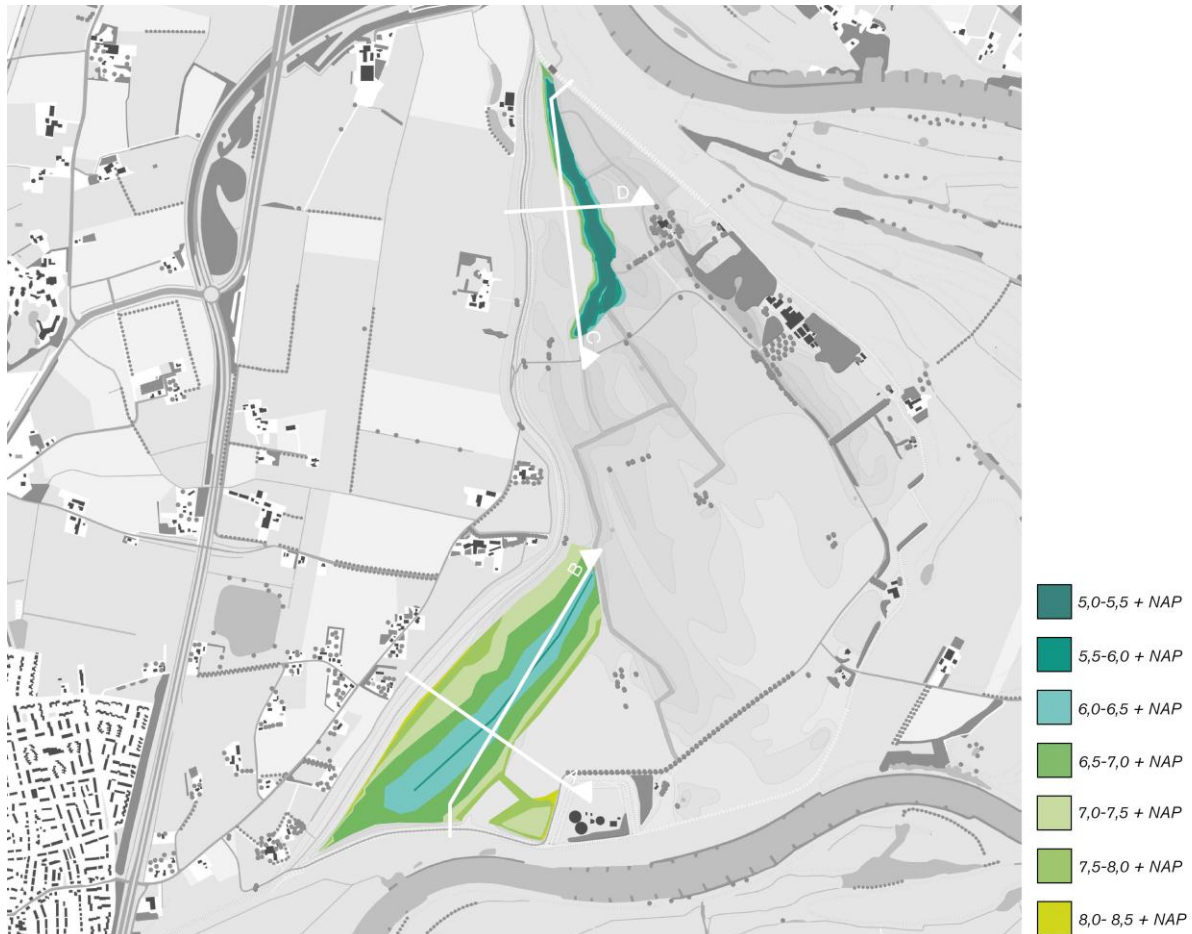 D
C
B
5,0-5,5 + NAP
5,5-6,0 + NAP
6,0-6,5 + NAP
6,5-7,0 + NAP
7,0-7,5 + NAP
7,5-8,0 + NAP
8,0- 8,5 + NAP